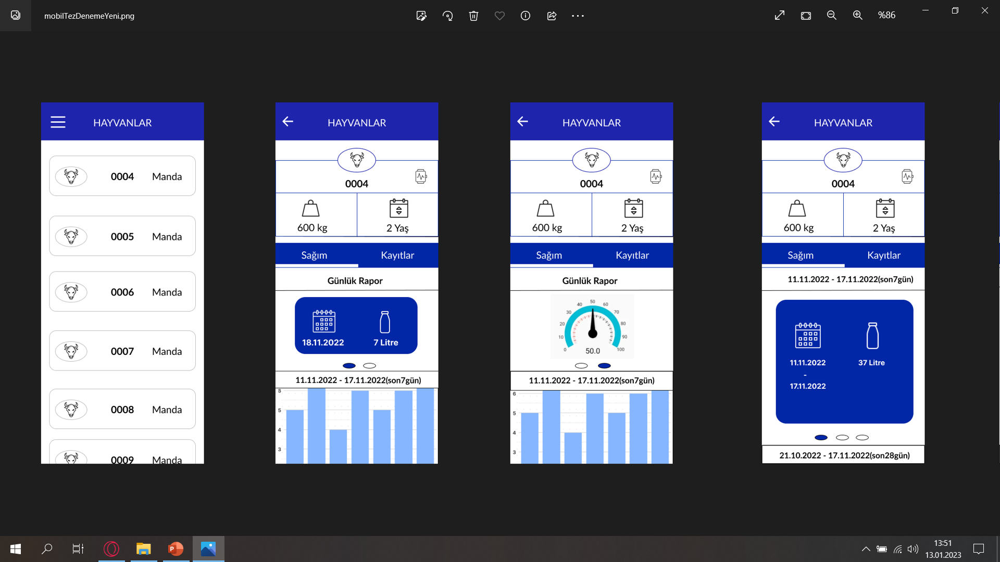 mobilTezDenemeYeni.png
%86
HAYVANLAR
0004 Manda
0005 Manda
0006 Manda
0007 Manda
0008 Manda
0009 Manda
HAYVANLAR
0004
600 kg
2 Yaş
Sağım Kayıtlar
Günlük Rapor
18.11.2022 7 Litre
11.11.2022 - 17.11.2022(son7gün)
5
4
3
HAYVANLAR
0004
600 kg
2 Yaş
Sağım Kayıtlar
Günlük Rapor
0 10 20 30 40 50 60 70 80 90 100
50.0
11.11.2022 - 17.11.2022(son7gün)
6
5
4
3
HAYVANLAR
0004
600 kg
2 Yaş
Sağım Kayıtlar
11.11.2022 - 17.11.2022(son7gün)
11.11.2022 37 Litre
-
17.11.2022
21.10.2022 - 17.11.2022(son28gün)
P
13:51
13.01.2023